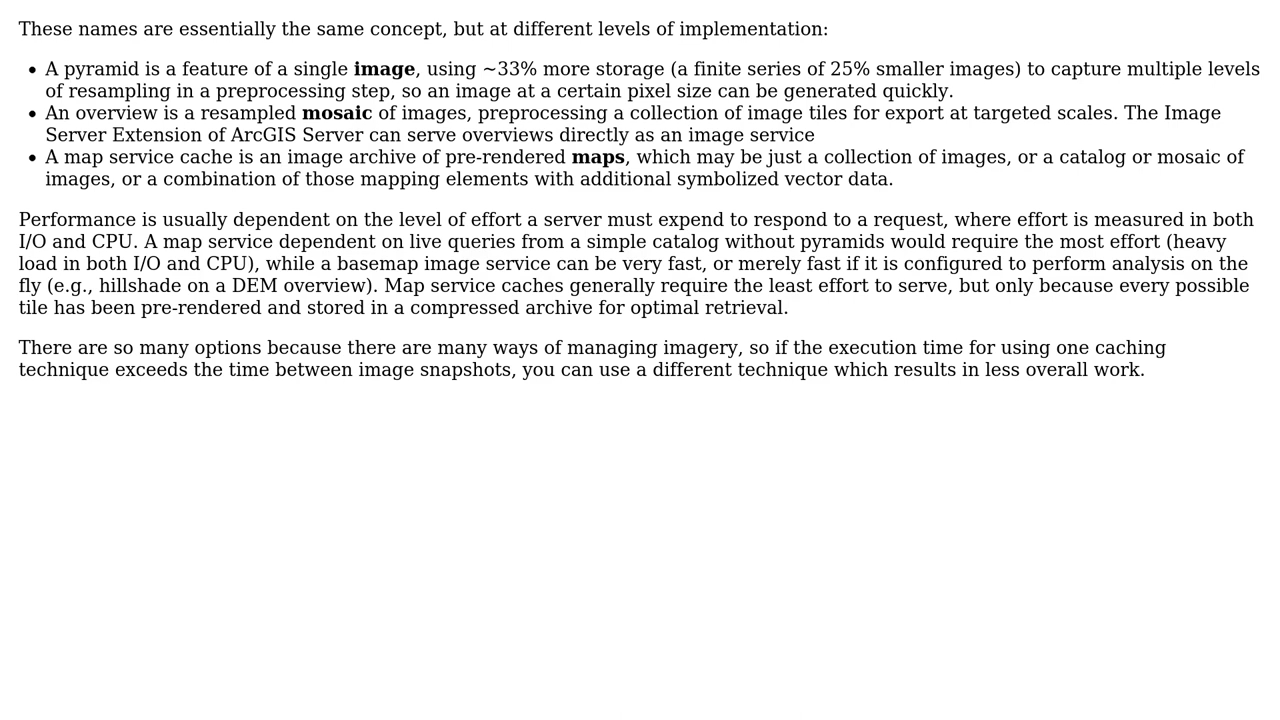 These names are essentially the same concept, but at different levels of implementation:
• A pyramid is a feature of a single image, using ~33% more storage (a finite series of 25% smaller images) to capture multiple levels
of resampling in a preprocessing step, so an image at a certain pixel size can be generated quickly.
• An overview is a resampled mosaic of images, preprocessing a collection of image tiles for export at targeted scales. The Image
Server Extension of ArcGIS Server can serve overviews directly as an image service
• A map service cache is an image archive of pre-rendered maps, which may be just a collection of images, or a catalog or mosaic of
images, or a combination of those mapping elements with additional symbolized vector data.
Performance is usually dependent on the level of effort a server must expend to respond to a request, where effort is measured in both
I/O and CPU. A map service dependent on live queries from a simple catalog without pyramids would require the most effort (heavy
load in both I/O and CPU), while a basemap image service can be very fast, or merely fast if it is configured to perform analysis on the
fly (e.g., hillshade on a DEM overview). Map service caches generally require the least effort to serve, but only because every possible
tile has been pre-rendered and stored in a compressed archive for optimal retrieval.
There are so many options because there are many ways of managing imagery, so if the execution time for using one caching
technique exceeds the time between image snapshots, you can use a different technique which results in less overall work.